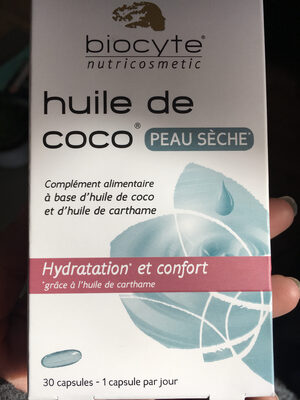 biocyte®
nutricosmetic
huile de
coco® PEAU SÈCHE*
Complément alimentaire
à base d'huile de coco
et d'huile de carthame
Hydratation* et confort
*grâce à l'huile de carthame
30 capsules - 1 capsule par jour